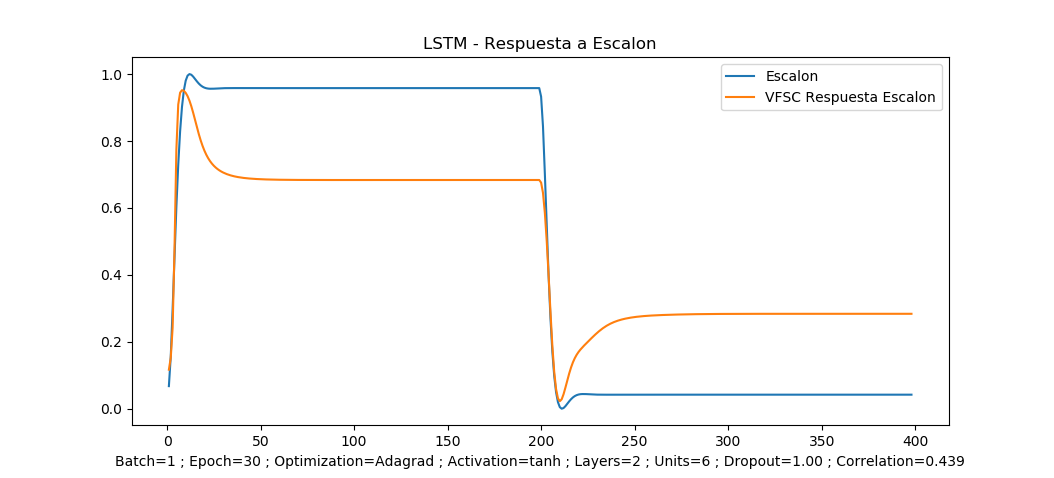 LSTM - Respuesta a Escalon
Escalon
VFSC Respuesta Escalon
1.0
0.8
0.6
0.4
0.2
0.0
0 50 100 150 200 250 300 350 400
Batch=1 ; Epoch=30 ; Optimization=Adagrad ; Activation=tanh ; Layers=2 ; Units=6 ; Dropout=1.00 ; Correlation=0.439